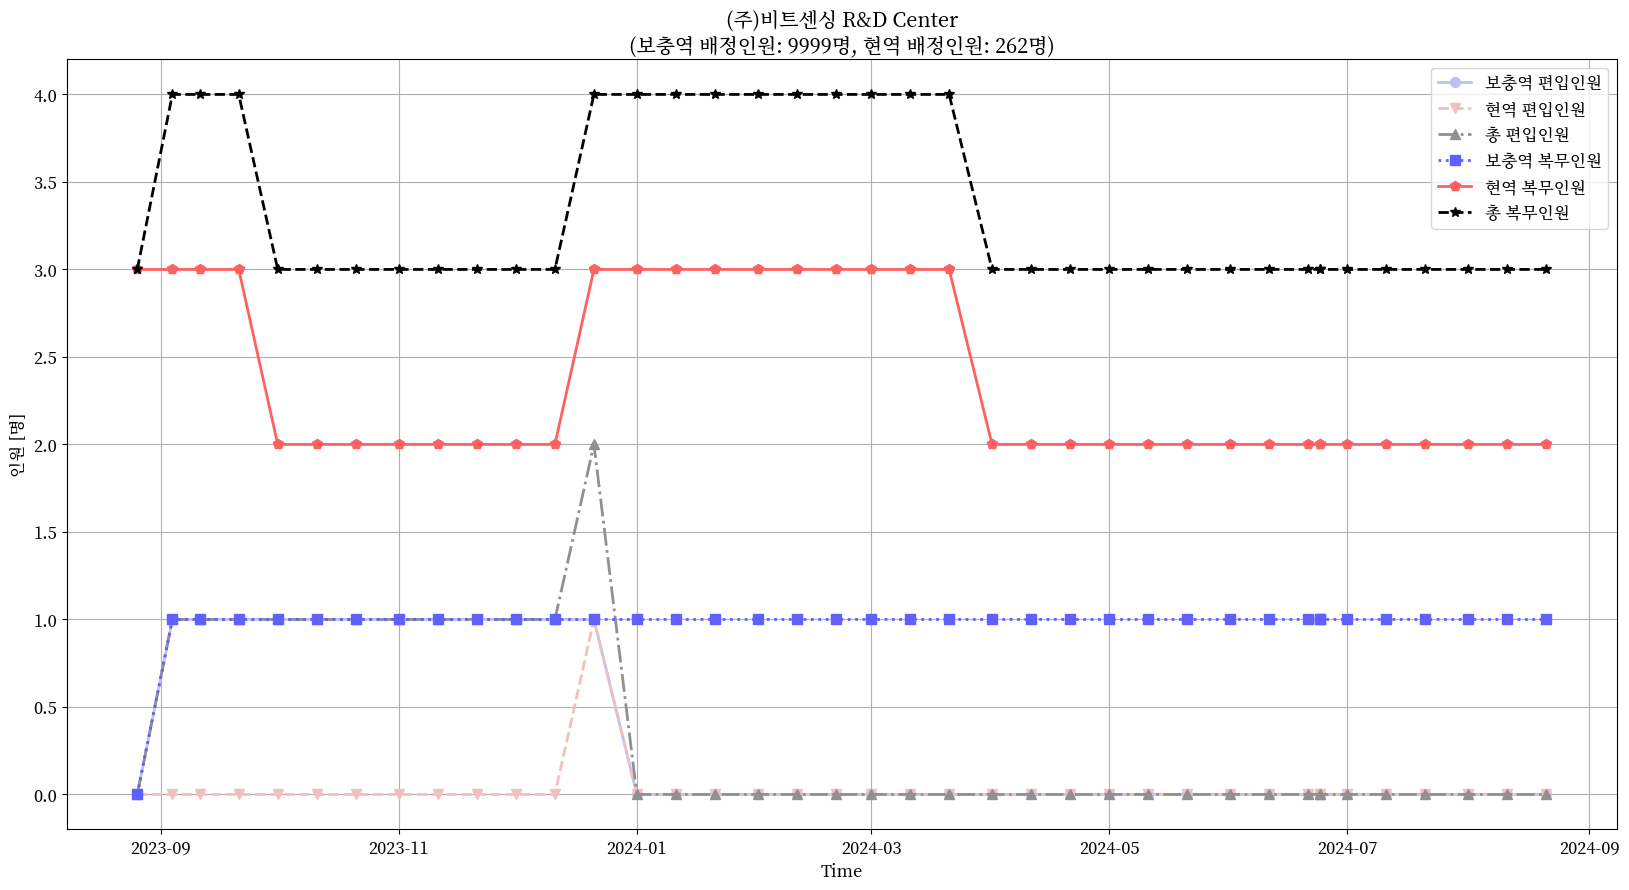 (주)비트센싱 R&D Center
(보충역 배정인원: 9999명, 현역 배정인원: 262명)
보충역 편입인원
현역 편입인원
총 편입인원
보충역 복무인원
현역 복무인원
총 복무인원
인원 [명]
4.0
3.5
3.0
2.5
2.0
1.5
1.0
0.5
0.0
2023-09 2023-11 2024-01 2024-03 2024-05 2024-07 2024-09
Time